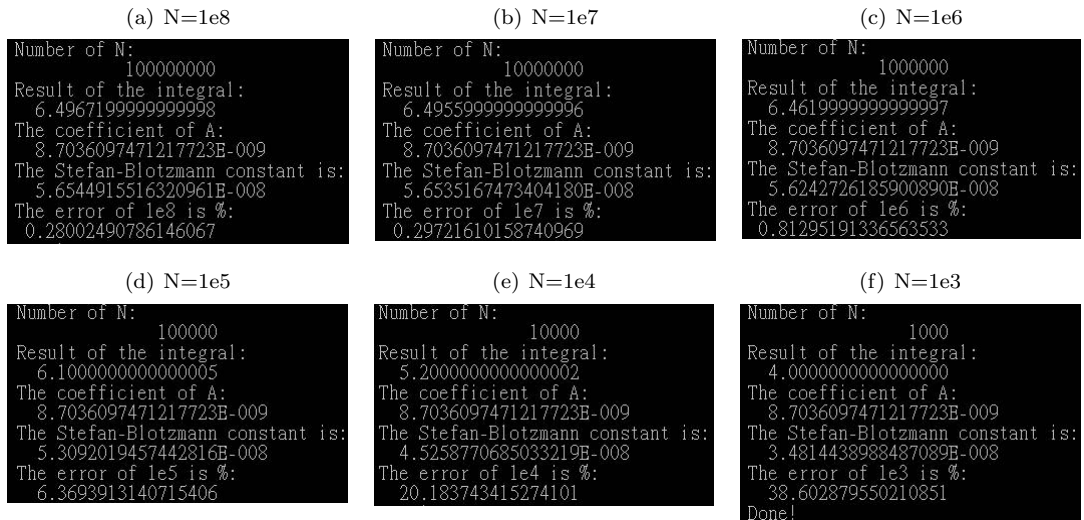 (a) N=1e8
Number of N:
100000000
Result of the integral:
6.4967199999999998
The coefficient of A:
8.7036097471217723E-009
The Stefan-Blotzmann constant is:
5.6544915516320961E-008
The error of 1e8 is %:
0.28002490786146067
(b) N=1e7
Number of N:
10000000
Result of the integral:
6.4955999999999996
The coefficient of A:
8.7036097471217723E-009
The Stefan-Blotzmann constant is:
5.6535167473404180E-008
The error of 1e7 is %:
0.29721610158740969
(c) N=1e6
Number of N:
1000000
Result of the integral:
6.4619999999999997
The coefficient of A:
8.7036097471217723E-009
The Stefan-Blotzmann constant is:
5.6242726185900890E-008
The error of 1e6 is %:
0.81295191336563533
(d) N=1e5
Number of N:
100000
Result of the integral:
6.1000000000000005
The coefficient of A:
8.7036097471217723E-009
The Stefan-Blotzmann constant is:
5.3092019457442816E-008
The error of 1e5 is %:
6.3693913140715406
(e) N=1e4
Number of N:
10000
Result of the integral:
5.2000000000000002
The coefficient of A:
8.7036097471217723E-009
The Stefan-Blotzmann constant is:
4.5258770685033219E-008
The error of 1e4 is %:
20.183743415274101
(f) N=1e3
Number of N:
1000
Result of the integral:
4.0000000000000000
The coefficient of A:
8.7036097471217723E-009
The Stefan-Blotzmann constant is:
3.4814438988487089E-008
The error of 1e3 is %:
38.602879550210851
Done!